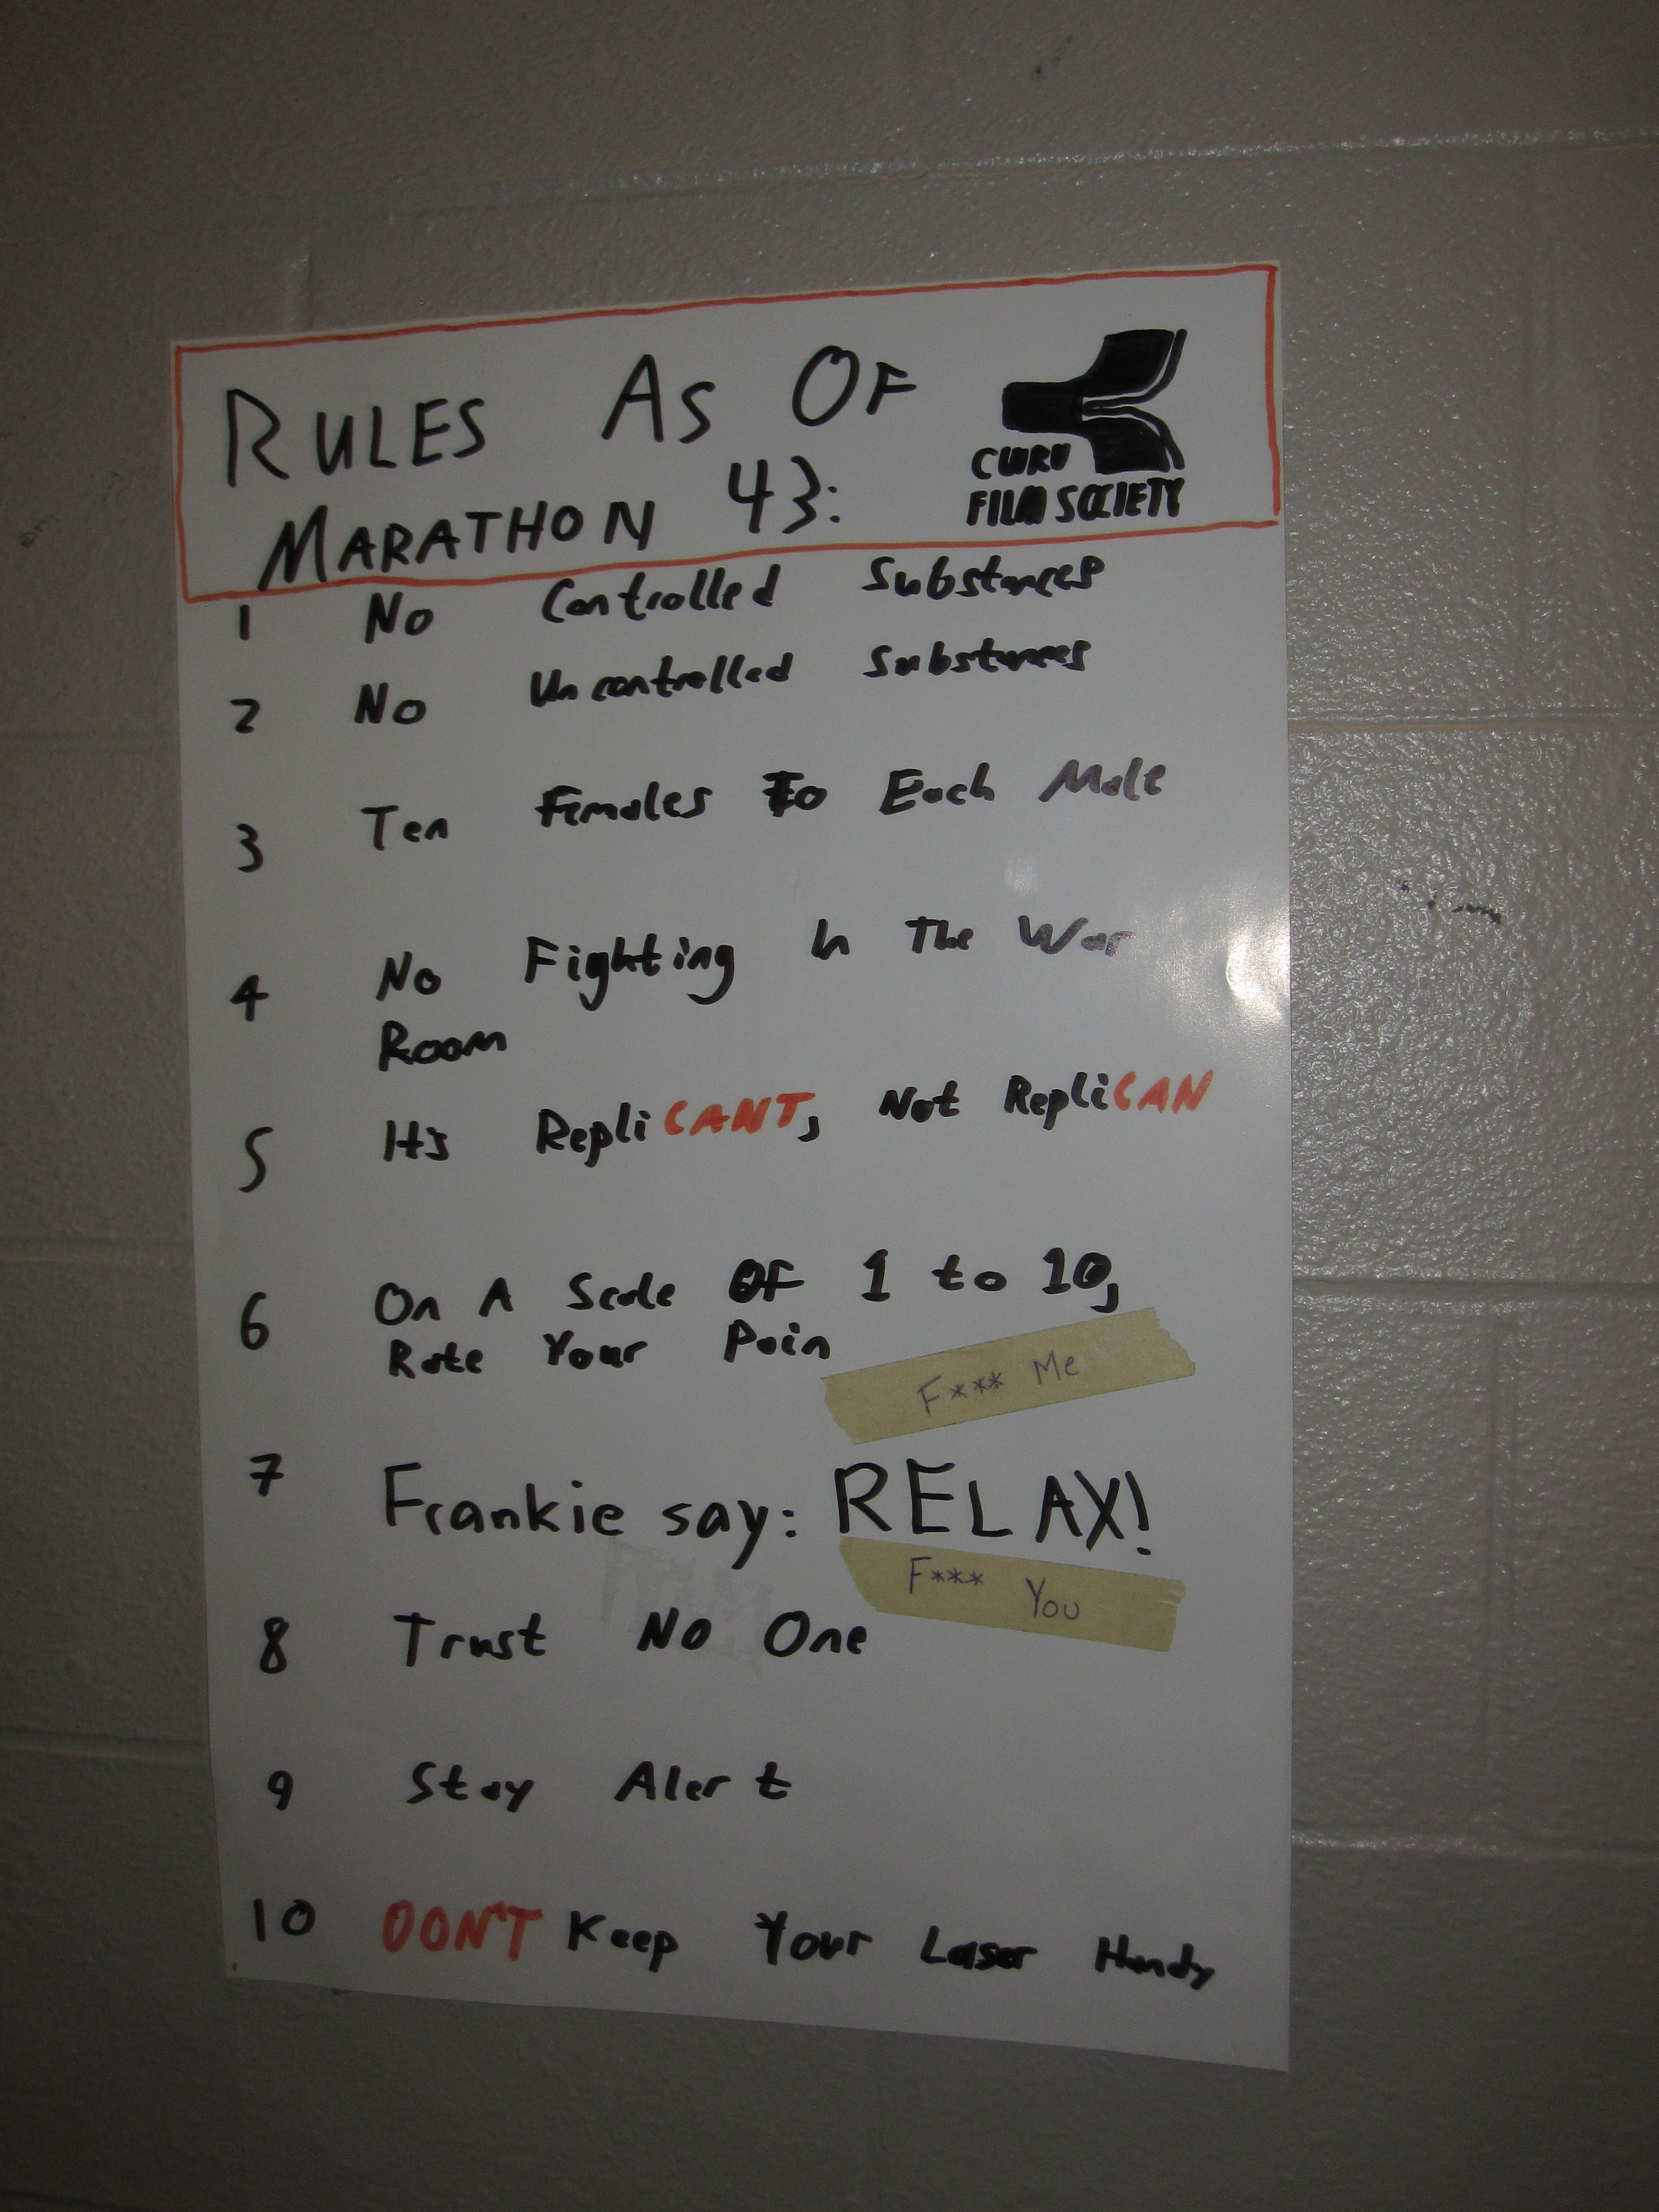 RULES AS OF
MARATHON 43:
CWRU
FILM SOCIETY
1 No Controlled Substances
2 No Uncontrolled Substances
3 Ten Females To Each Male
4 No Fighting In The War
Room
5 It's RepliCANT, Not RepliCAN
6 On A Scale Of 1 to 10,
Rate Your Pain
F*** Me
7 Frankie say: RELAX!
F*** You
8 Trust No One
9 Stay Alert
10 DON'T Keep Your Laser Handy